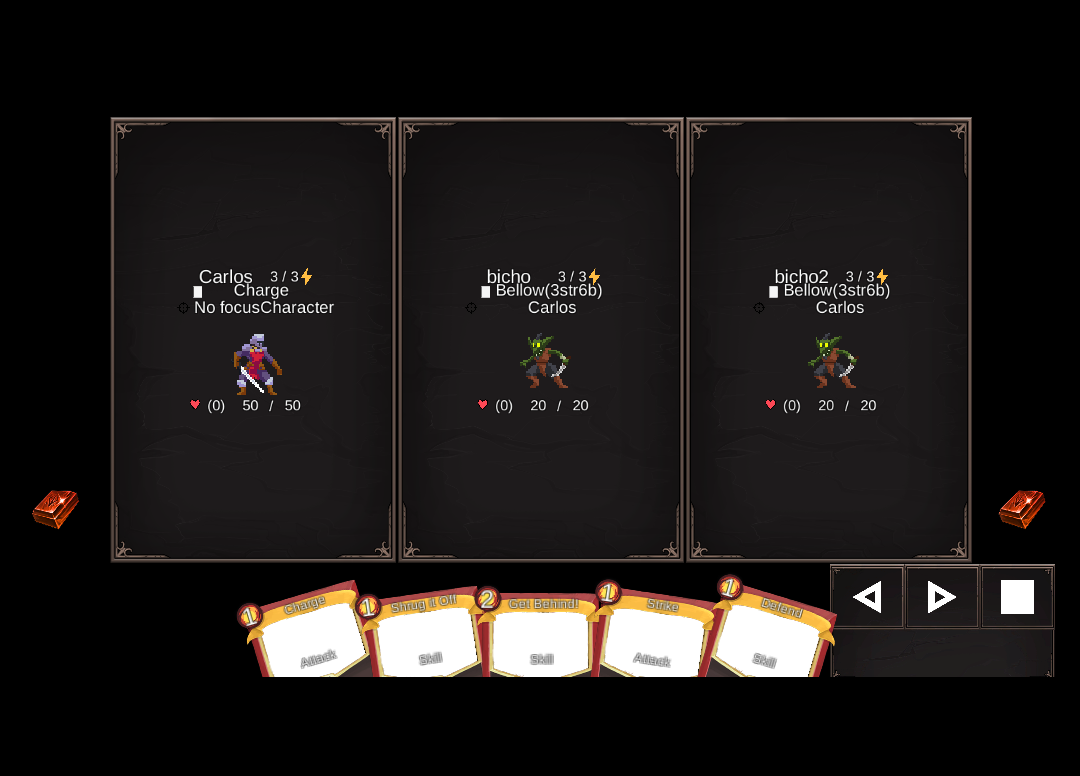 Carlos 3 / 3
Charge
No focusCharacter
(0) 50 / 50
bicho 3 / 3
Bellow(3str6b)
Carlos
(0) 20 / 20
bicho2 3 / 3
Bellow(3str6b)
Carlos
(0) 20 / 20
1 Charge
Attack
1 Shrug it Off
Skill
2 Get Behind!
Skill
1 Strike
Attack
1 Defend
Skill